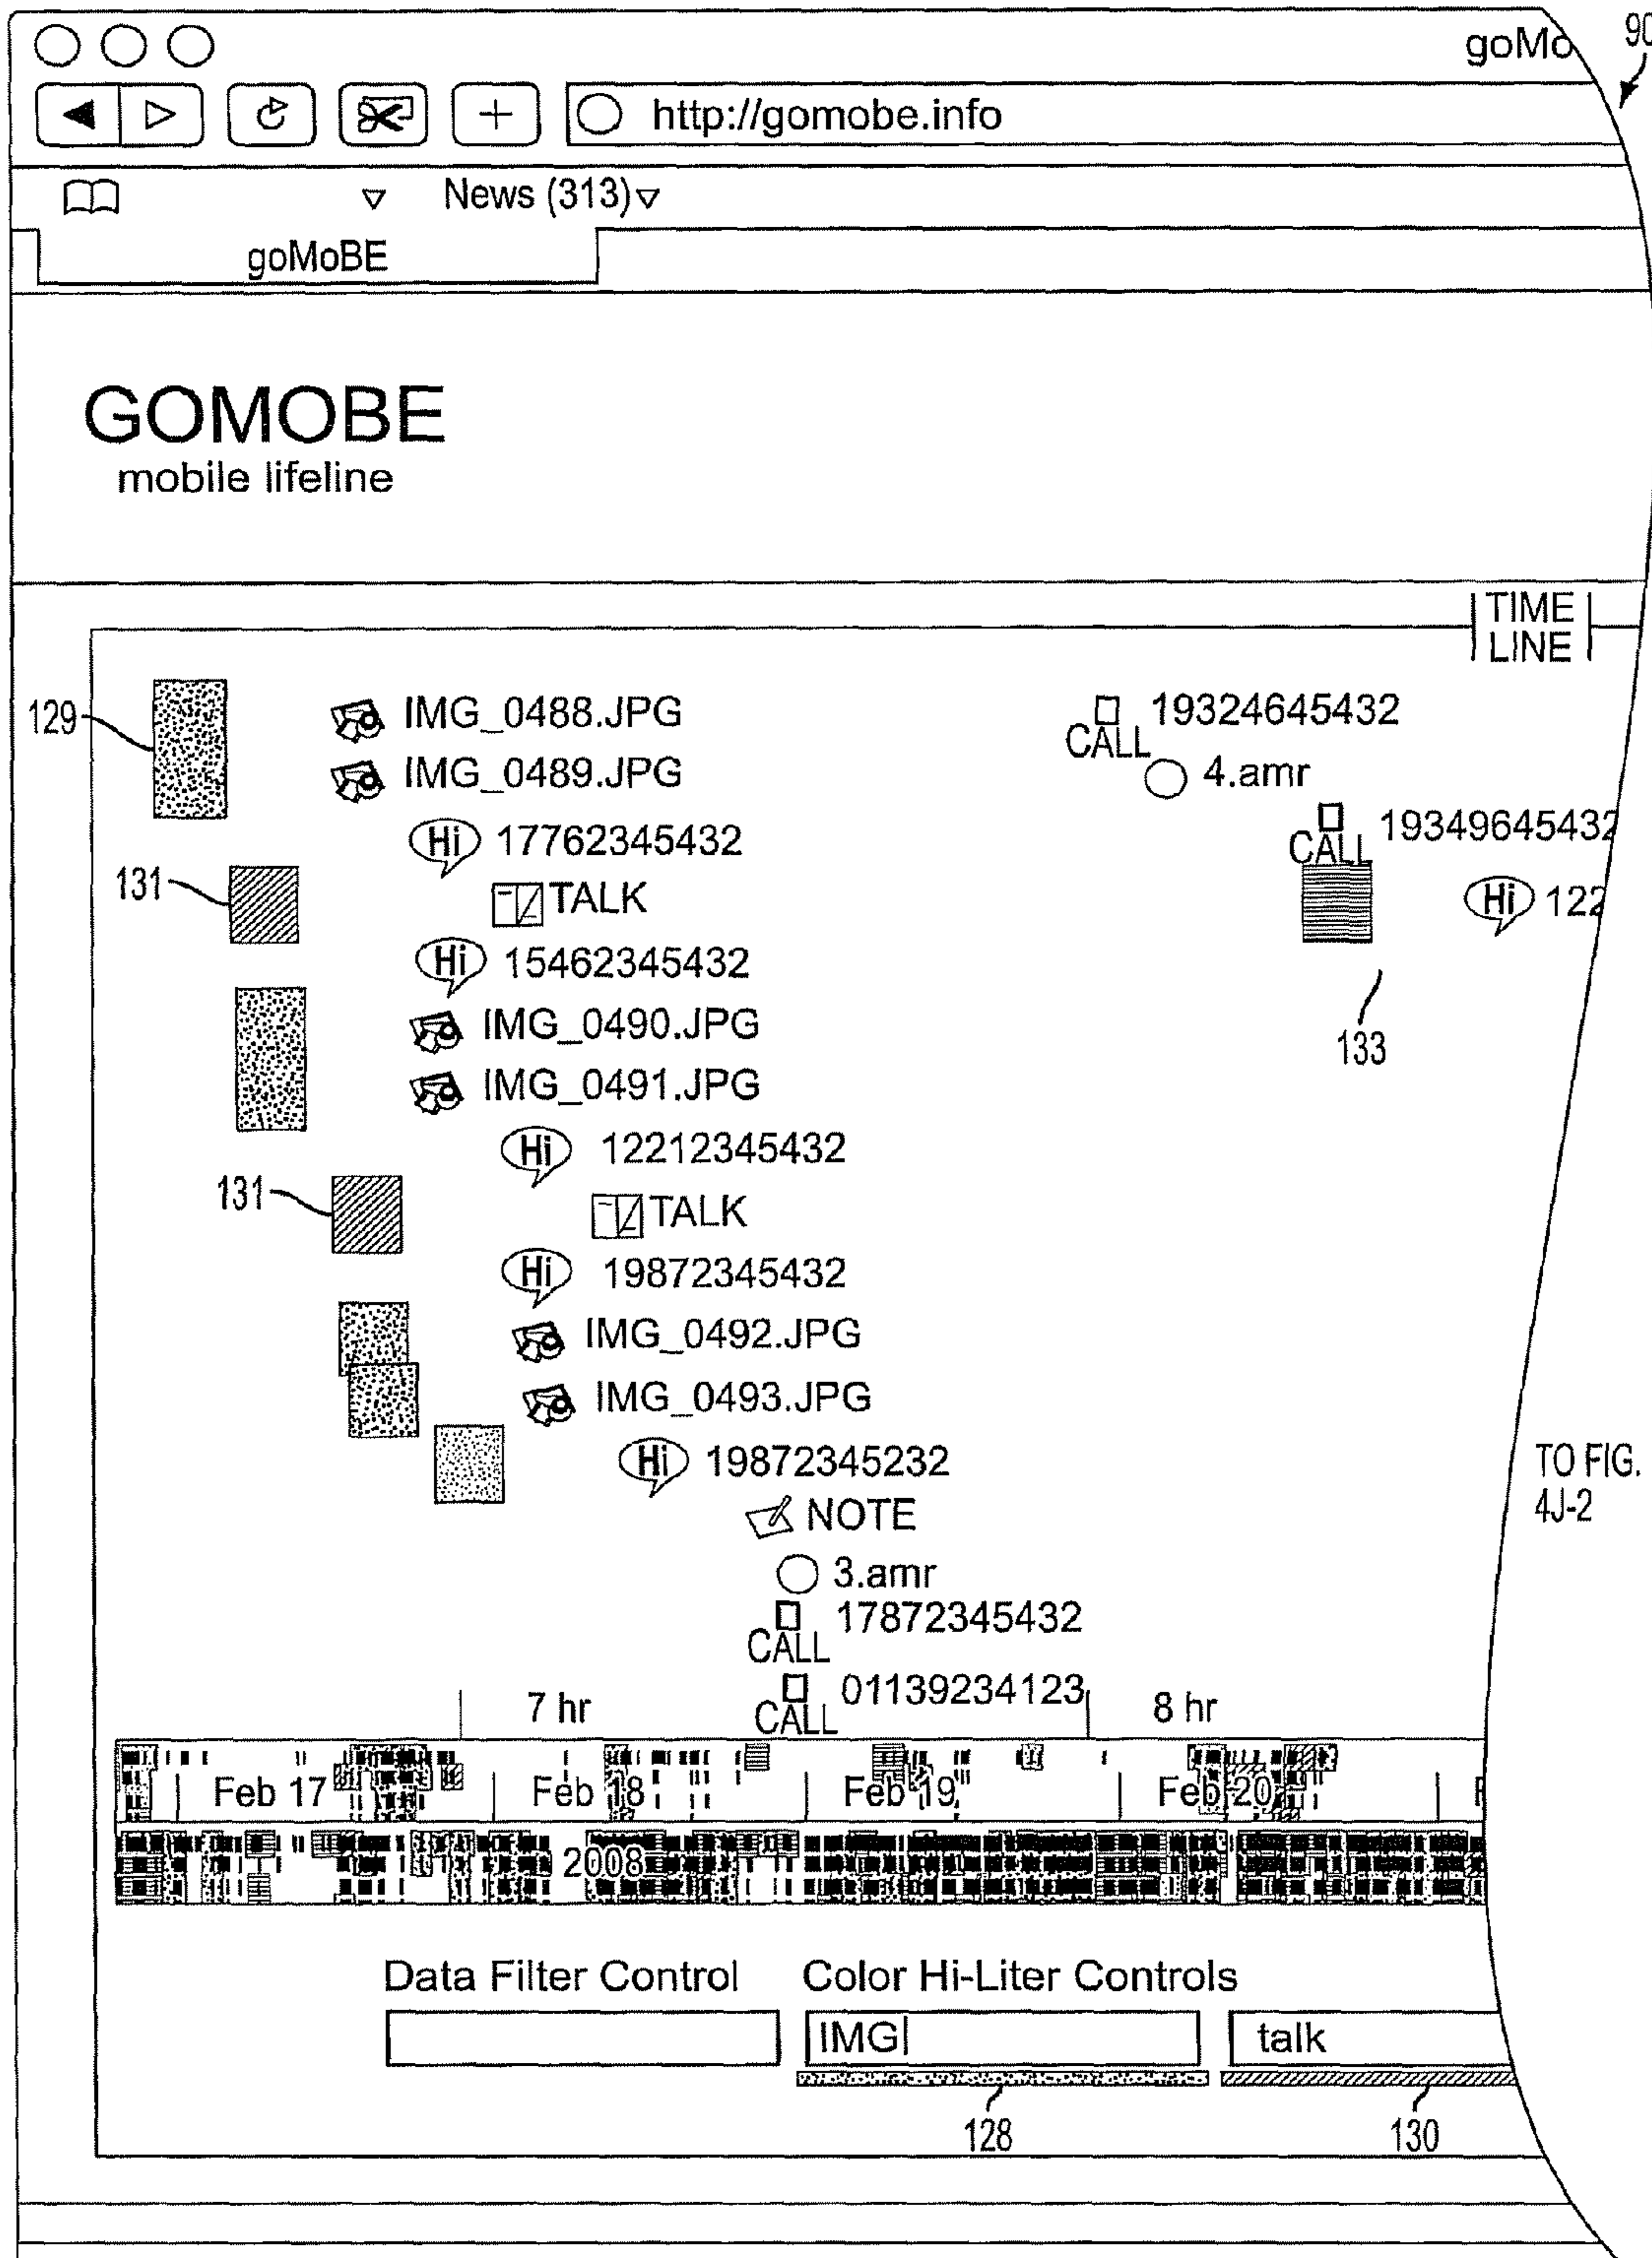 goMo
90
http://gomobe.info
News (313)
goMoBE
GOMOBE
mobile lifeline
TIME
LINE
129
IMG_0488.JPG
IMG_0489.JPG
Hi 17762345432
131
TALK
Hi 15462345432
IMG_0490.JPG
IMG_0491.JPG
Hi 12212345432
131
TALK
Hi 19872345432
IMG_0492.JPG
IMG_0493.JPG
Hi 19872345232
NOTE
3.amr
17872345432
CALL
01139234123
CALL
19324645432
CALL
4.amr
19349645432
CALL
Hi 122
133
TO FIG.
4J-2
7 hr
8 hr
Feb 17
Feb 18
Feb 19
Feb 20
2008
Data Filter Control
Color Hi-Liter Controls
IMG
talk
128
130